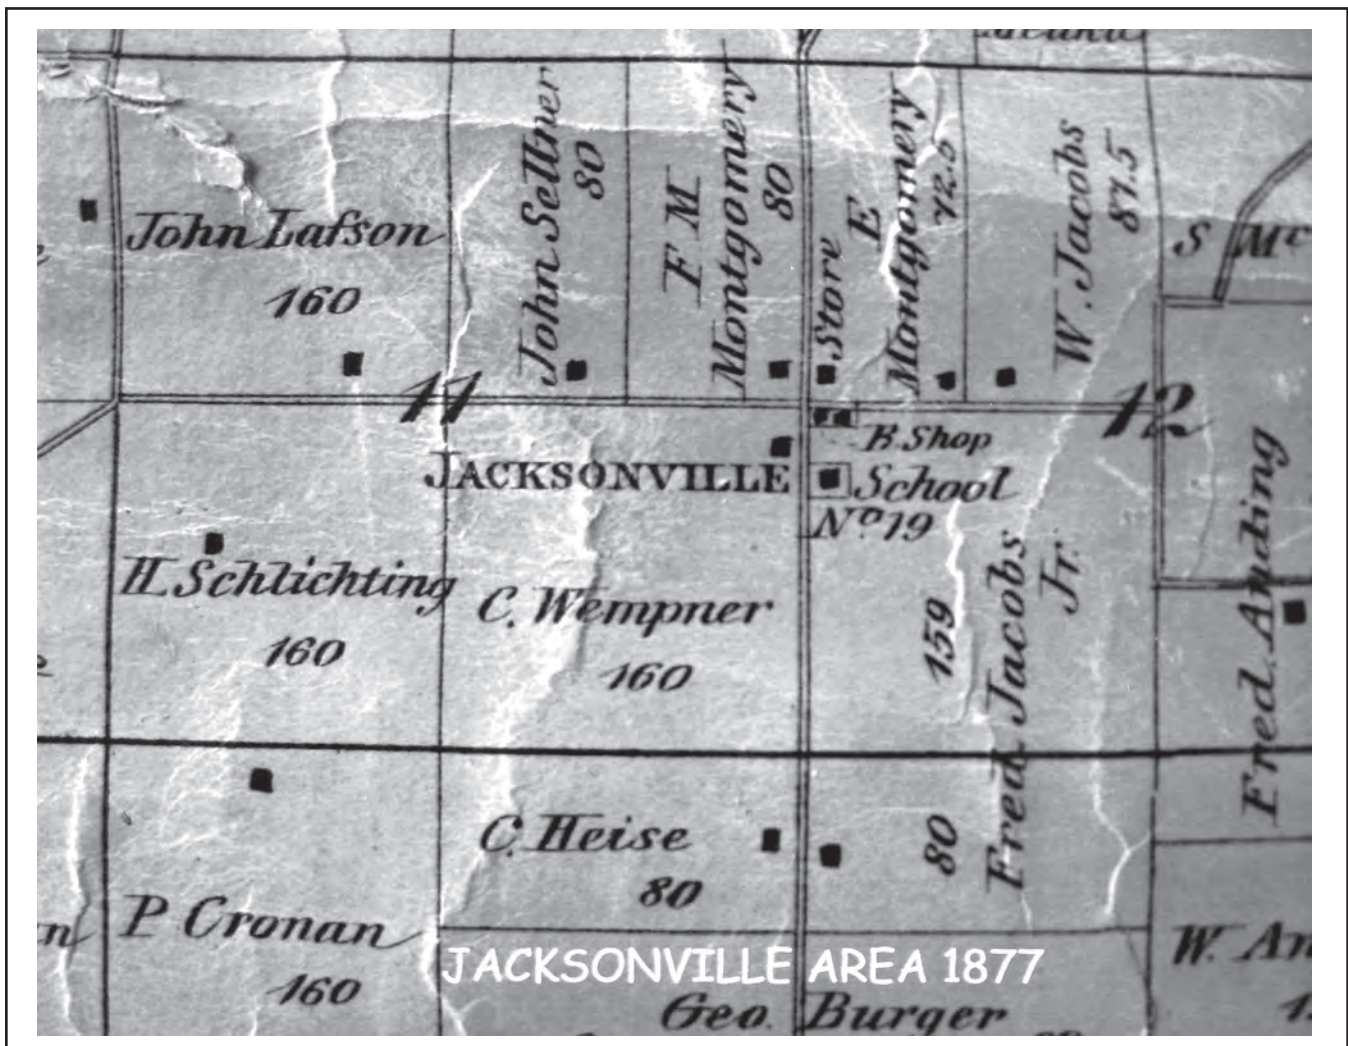 John Lafson
160
John Sellner
80
F M
Montgomery
80
Store
E
Montgomery
72.5
W. Jacobs
87.5
S Mc
11
12
B. Shop
JACKSONVILLE
School
No 19
H. Schlichting
160
C. Wempner
160
159
Fred. Jacobs
Jr.
80
Fred. Anding
C. Heise
80
P Cronan
160
W. An
JACKSONVILLE AREA 1877
Geo. Burger